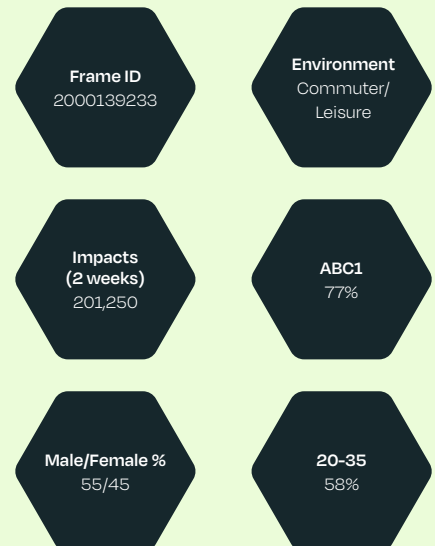 Frame ID
2000139233
Environment
Commuter/
Leisure
Impacts
(2 weeks)
201,250
ABC1
77%
Male/Female %
55/45
20-35
58%